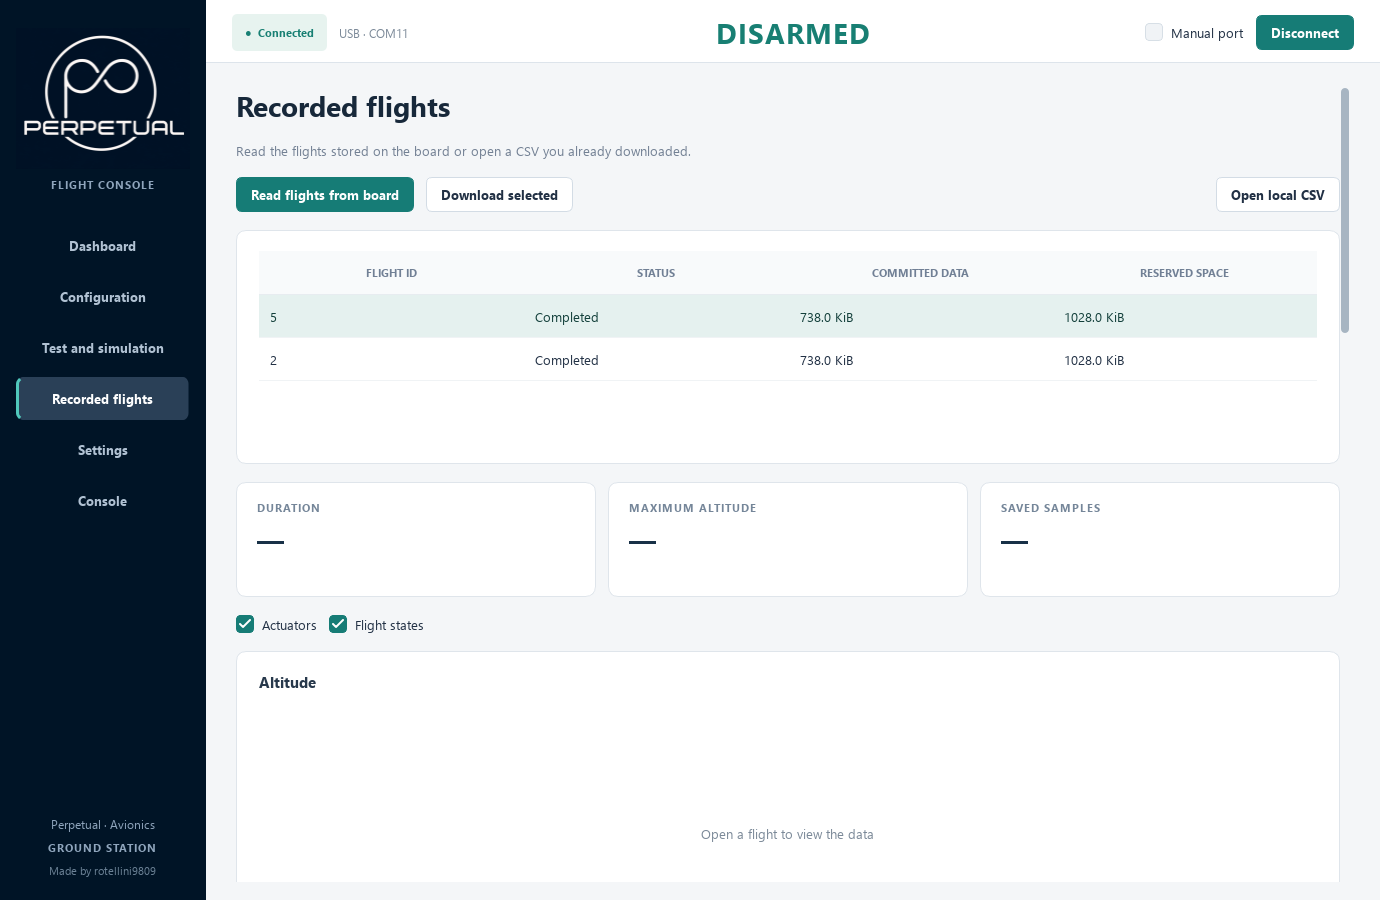 PERPETUAL
FLIGHT CONSOLE
Dashboard
Configuration
Test and simulation
Recorded flights
Settings
Console
Perpetual · Avionics
GROUND STATION
Made by rotellini9809
• Connected
USB · COM11
DISARMED
Manual port
Disconnect
Recorded flights
Read the flights stored on the board or open a CSV you already downloaded.
Read flights from board
Download selected
Open local CSV
FLIGHT ID STATUS COMMITTED DATA RESERVED SPACE
5 Completed 738.0 KiB 1028.0 KiB
2 Completed 738.0 KiB 1028.0 KiB
DURATION
—
MAXIMUM ALTITUDE
—
SAVED SAMPLES
—
Actuators
Flight states
Altitude
Open a flight to view the data